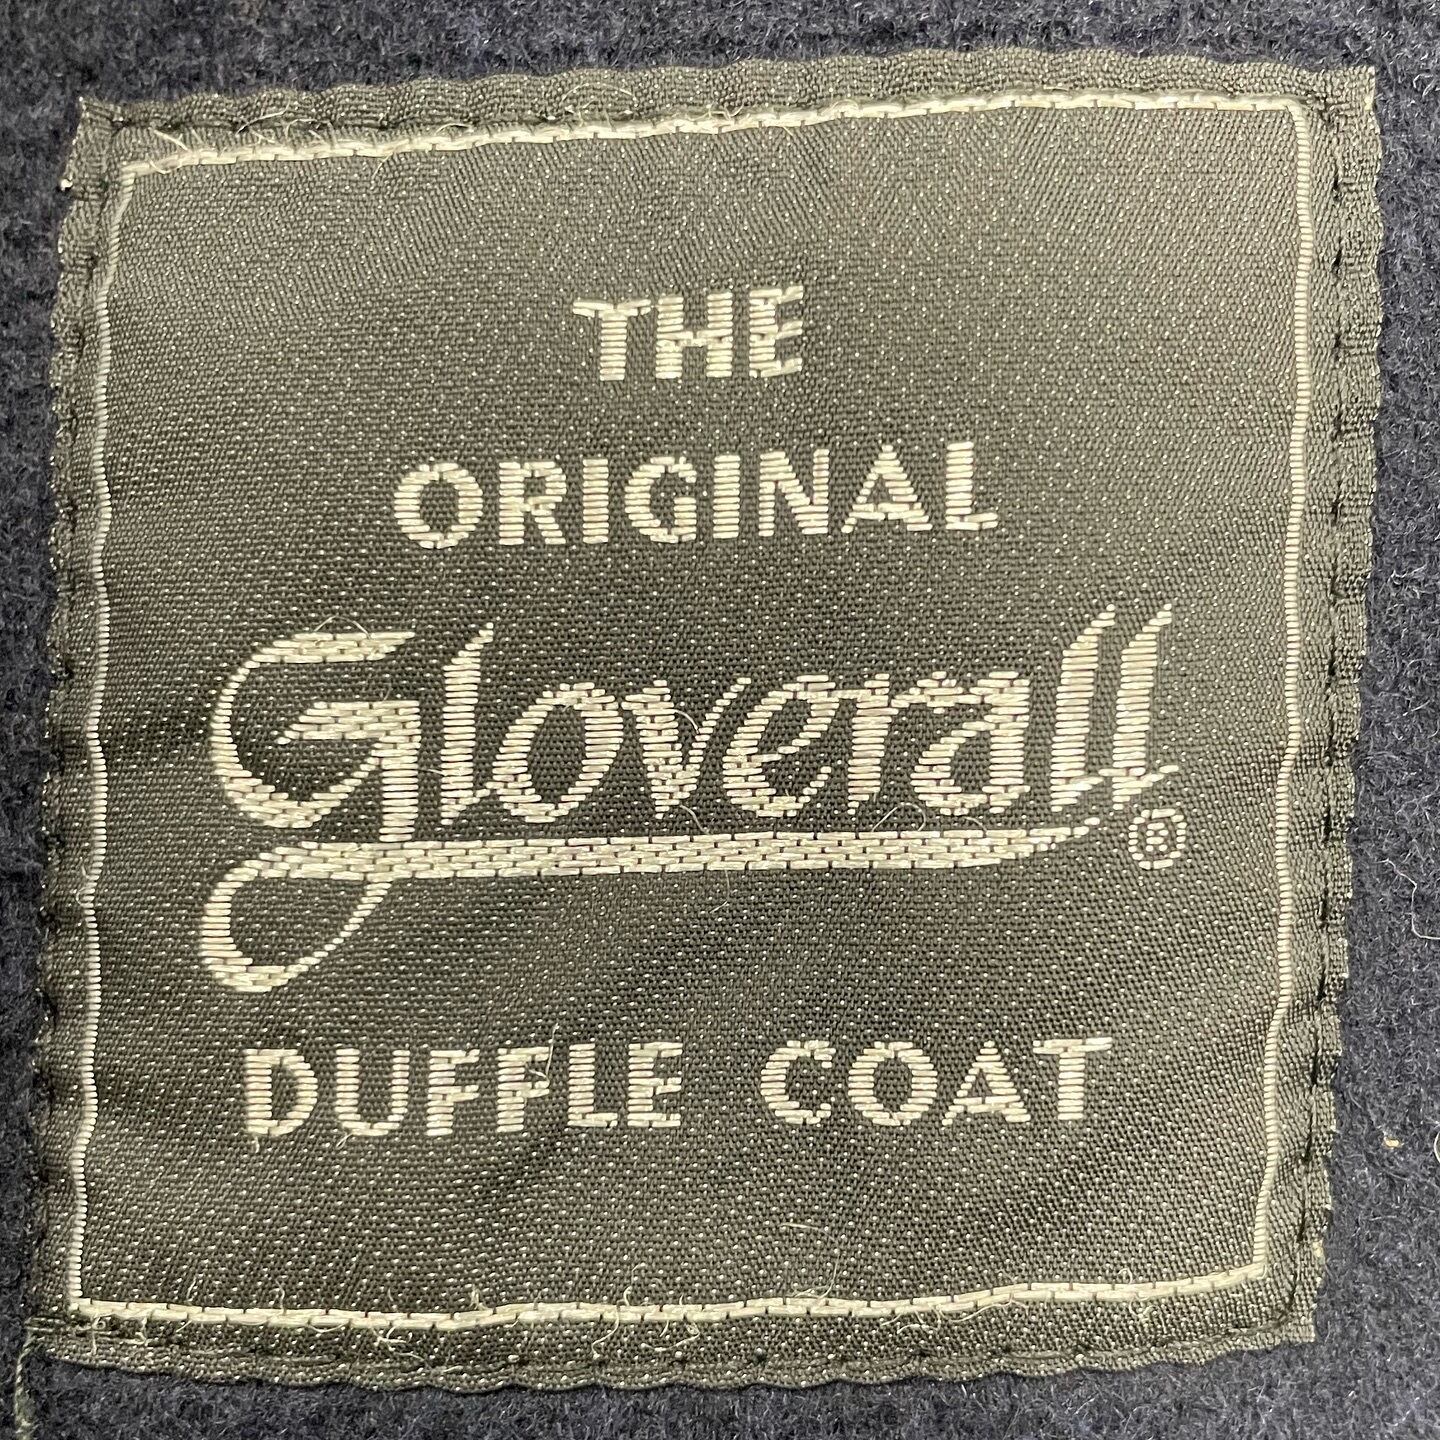 THE
ORIGINAL
Gloverall®
DUFFLE COAT